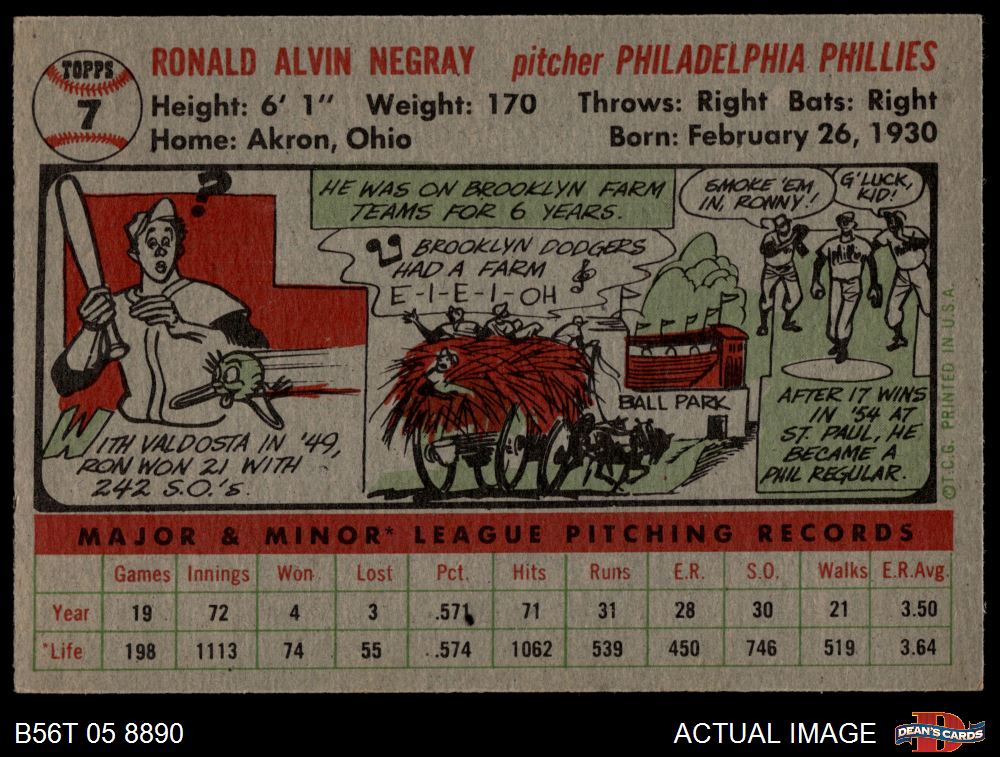 TOPPS
7
RONALD ALVIN NEGRAY pitcher PHILADELPHIA PHILLIES
Height: 6' 1" Weight: 170 Throws: Right Bats: Right
Home: Akron, Ohio Born: February 26, 1930
?
WITH VALDOSTA IN '49,
RON WON 21 WITH
242 S.O.'s.
HE WAS ON BROOKLYN FARM
TEAMS FOR 6 YEARS.
BROOKLYN DODGERS
HAD A FARM
E-I-E-I-OH
BALL PARK
SMOKE 'EM
IN, RONNY!
G'LUCK,
KID!
Phillies
AFTER 17 WINS
IN '54 AT
ST. PAUL, HE
BECAME A
PHIL REGULAR.
©T.C.G. PRINTED IN U.S.A.
MAJOR & MINOR* LEAGUE PITCHING RECORDS
Games Innings Won Lost Pct. Hits Runs E.R. S.O. Walks E.R.Avg.
Year 19 72 4 3 .571 71 31 28 30 21 3.50
*Life 198 1113 74 55 .574 1062 539 450 746 519 3.64
B56T 05 8890
ACTUAL IMAGE
D
DEAN'S CARDS